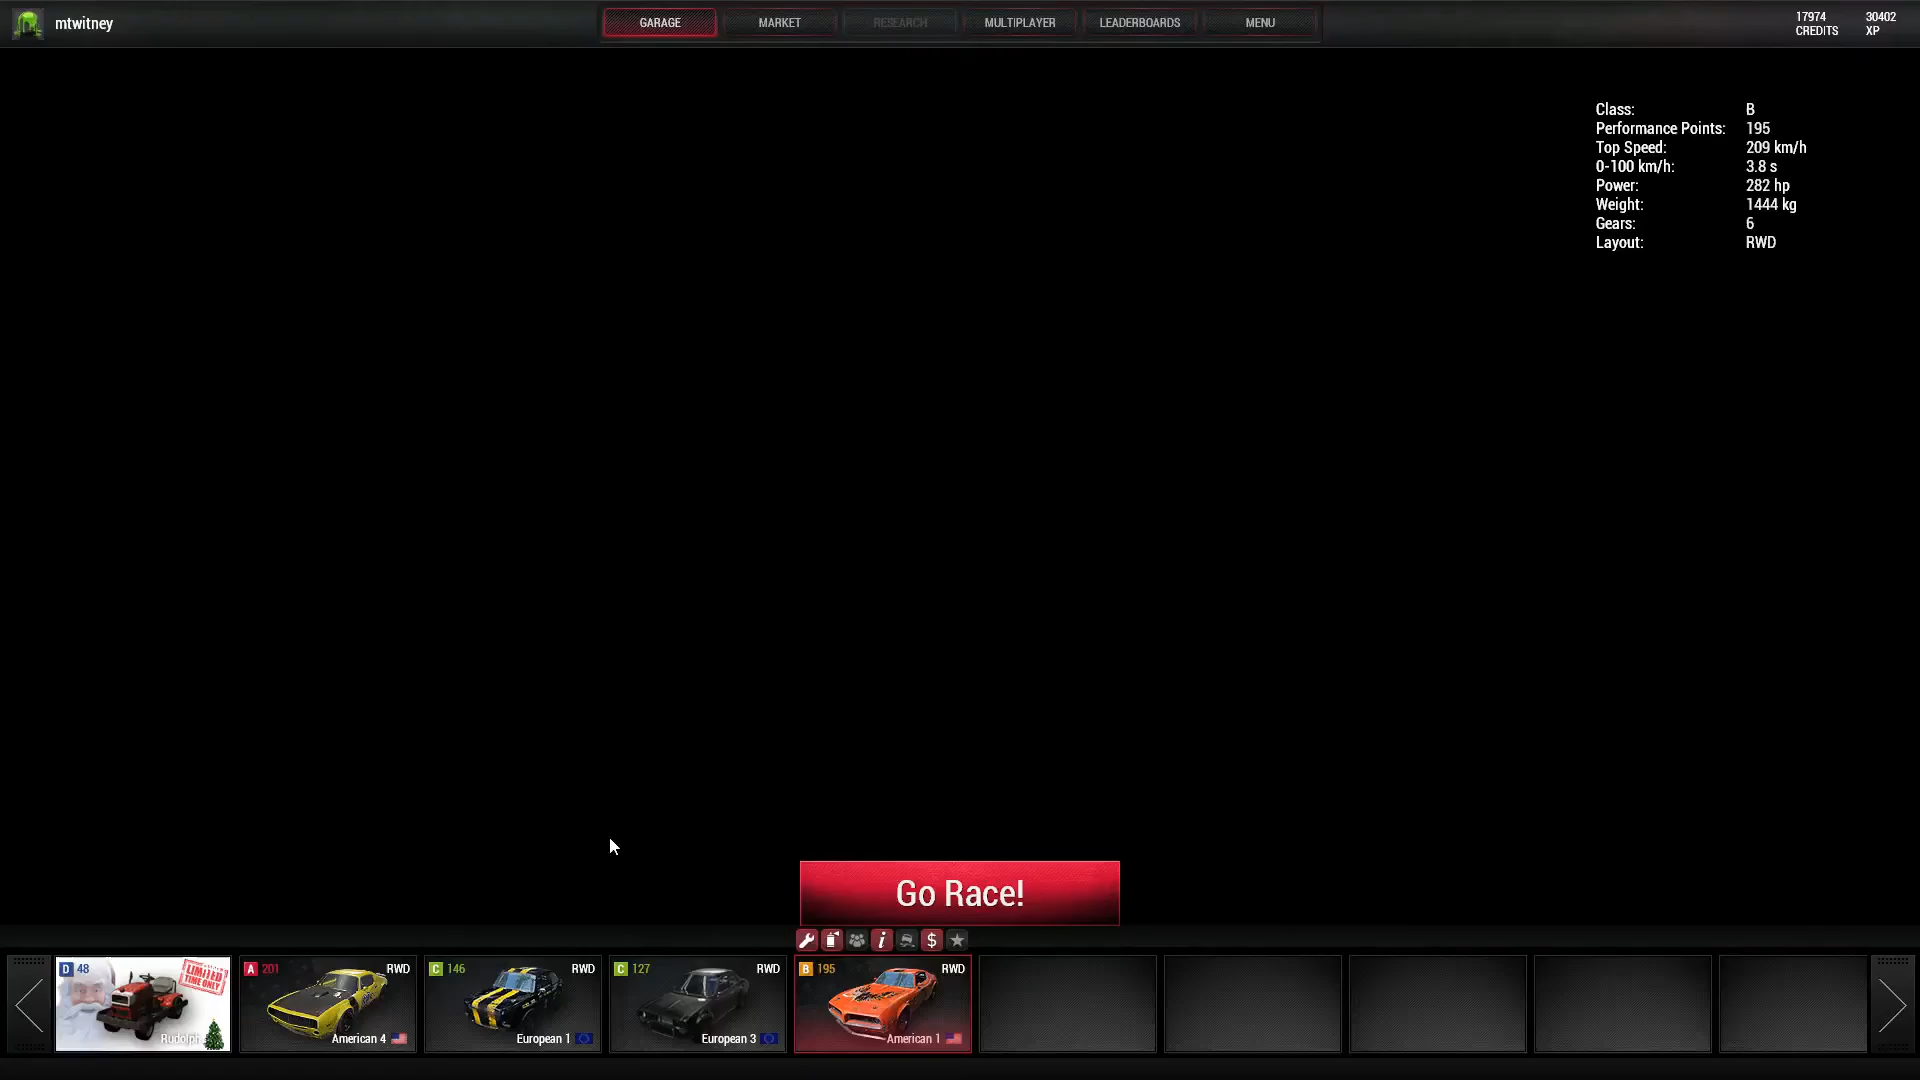 mtwitney
GARAGE
MARKET
RESEARCH
MULTIPLAYER
LEADERBOARDS
MENU
17974
CREDITS
30402
XP
Class: B
Performance Points: 195
Top Speed: 209 km/h
0-100 km/h: 3.8 s
Power: 282 hp
Weight: 1444 kg
Gears: 6
Layout: RWD
Go Race!
D 48
LIMITED
TIME ONLY
Rudolph
A 201
RWD
American 4
C 146
RWD
European 1
C 127
RWD
European 3
B 195
RWD
American 1